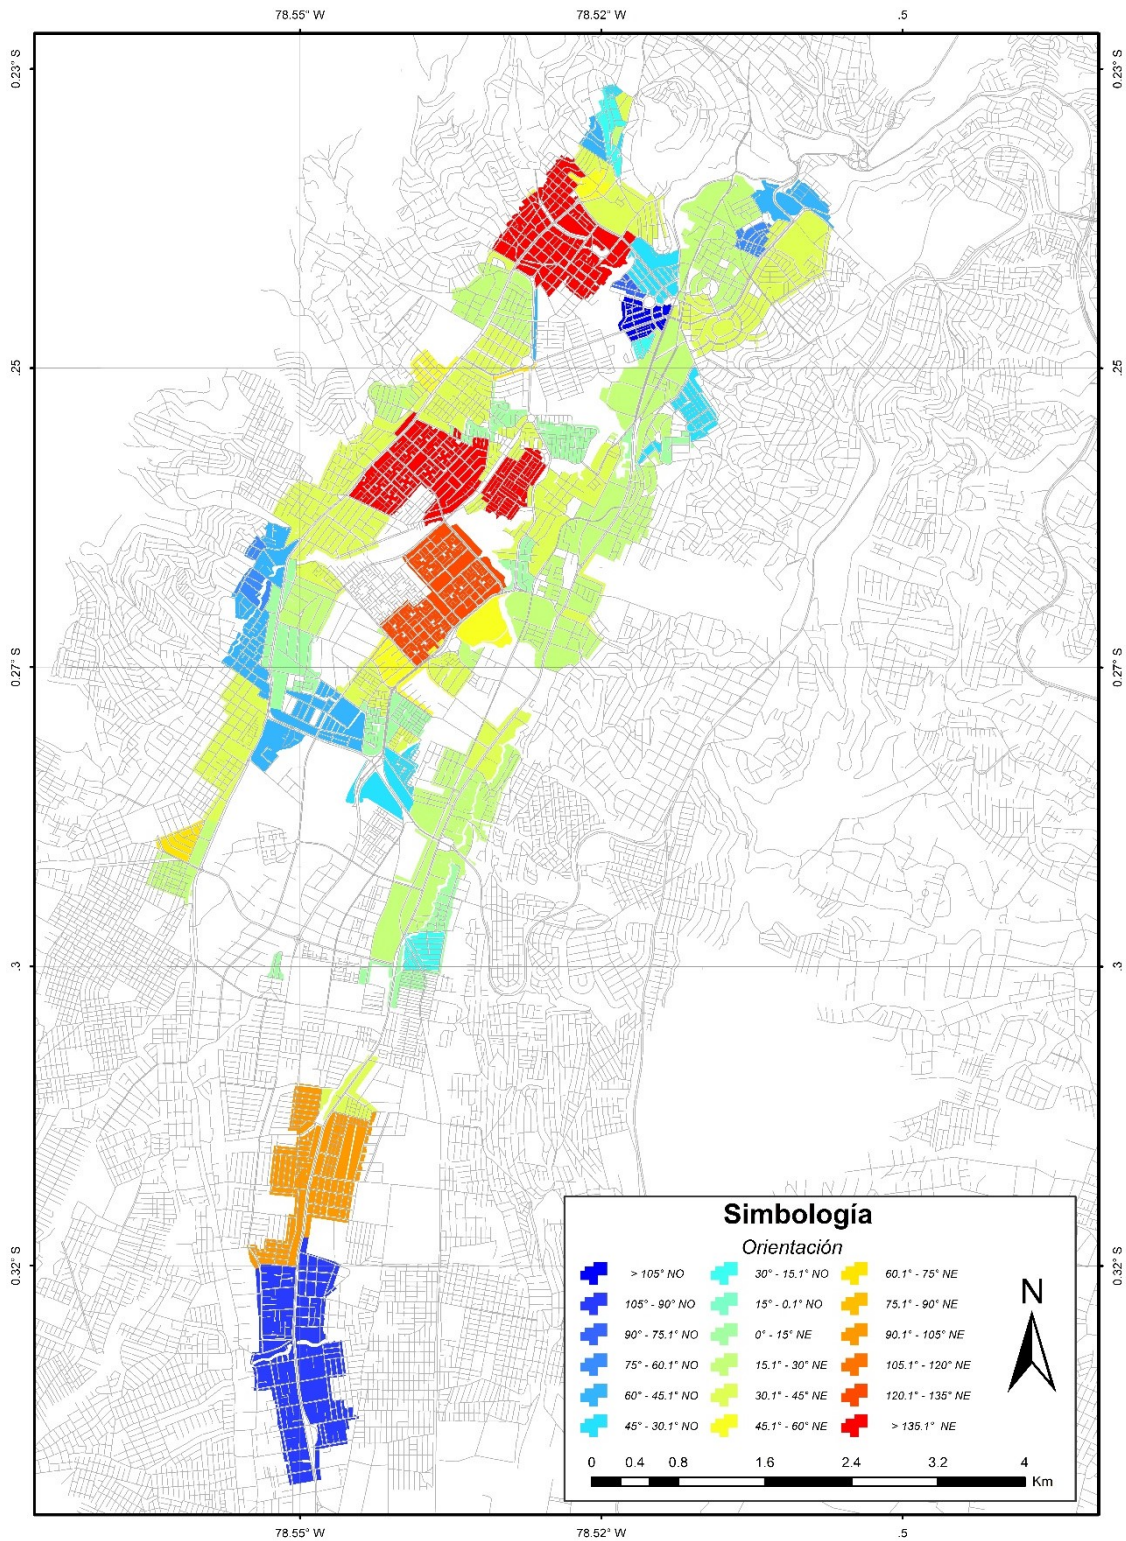 78.55° W 78.52° W .5
0.23° S 0.23° S
.25 .25
0.27° S 0.27° S
.3 .3
0.32° S 0.32° S
Simbología
Orientación
> 105° NO 30° - 15.1° NO 60.1° - 75° NE
105° - 90° NO 15° - 0.1° NO 75.1° - 90° NE
90° - 75.1° NO 0° - 15° NE 90.1° - 105° NE
75° - 60.1° NO 15.1° - 30° NE 105.1° - 120° NE
60° - 45.1° NO 30.1° - 45° NE 120.1° - 135° NE
45° - 30.1° NO 45.1° - 60° NE > 135.1° NE
N
0 0.4 0.8 1.6 2.4 3.2 4
Km
78.55° W 78.52° W .5